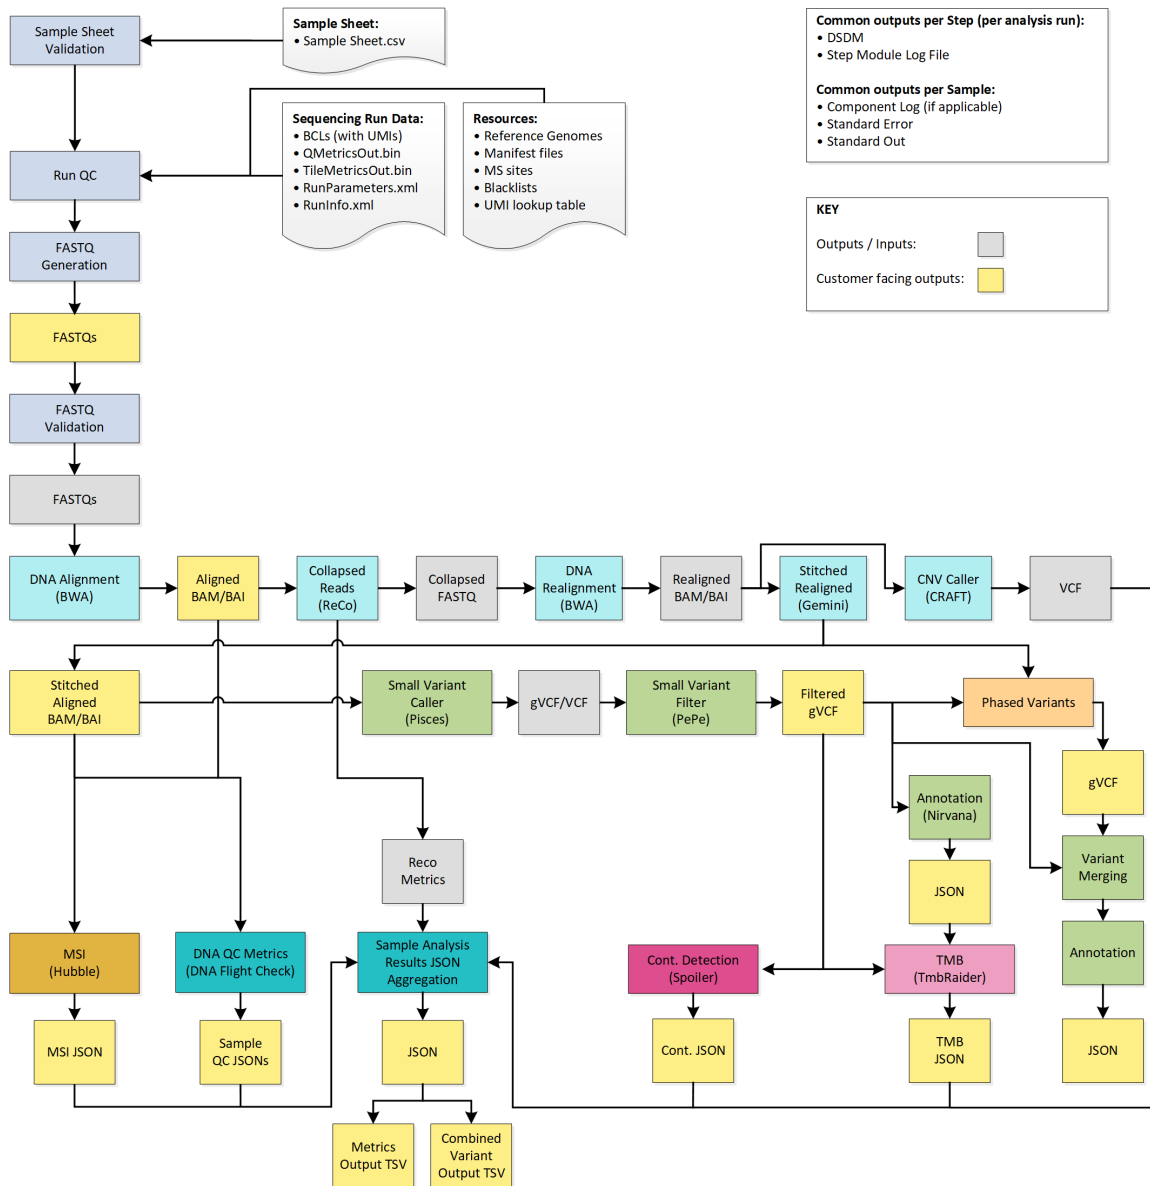 Sample Sheet
Validation
Sample Sheet:
• Sample Sheet.csv
Common outputs per Step (per analysis run):
• DSDM
• Step Module Log File
Common outputs per Sample:
• Component Log (if applicable)
• Standard Error
• Standard Out
Sequencing Run Data:
• BCLs (with UMIs)
• QMetricsOut.bin
• TileMetricsOut.bin
• RunParameters.xml
• RunInfo.xml
Resources:
• Reference Genomes
• Manifest files
• MS sites
• Blacklists
• UMI lookup table
Run QC
KEY
Outputs / Inputs:
Customer facing outputs:
FASTQ
Generation
FASTQs
FASTQ
Validation
FASTQs
DNA Alignment
(BWA)
Aligned
BAM/BAI
Collapsed
Reads
(ReCo)
Collapsed
FASTQ
DNA
Realignment
(BWA)
Realigned
BAM/BAI
Stitched
Realigned
(Gemini)
CNV Caller
(CRAFT)
VCF
Stitched
Aligned
BAM/BAI
Small Variant
Caller
(Pisces)
gVCF/VCF
Small Variant
Filter
(PePe)
Filtered
gVCF
Phased Variants
gVCF
Annotation
(Nirvana)
Reco
Metrics
Variant
Merging
JSON
MSI
(Hubble)
DNA QC Metrics
(DNA Flight Check)
Sample Analysis
Results JSON
Aggregation
Cont. Detection
(Spoiler)
TMB
(TmbRaider)
Annotation
MSI JSON
Sample
QC JSONs
JSON
Cont. JSON
TMB
JSON
JSON
Metrics
Output TSV
Combined
Variant
Output TSV